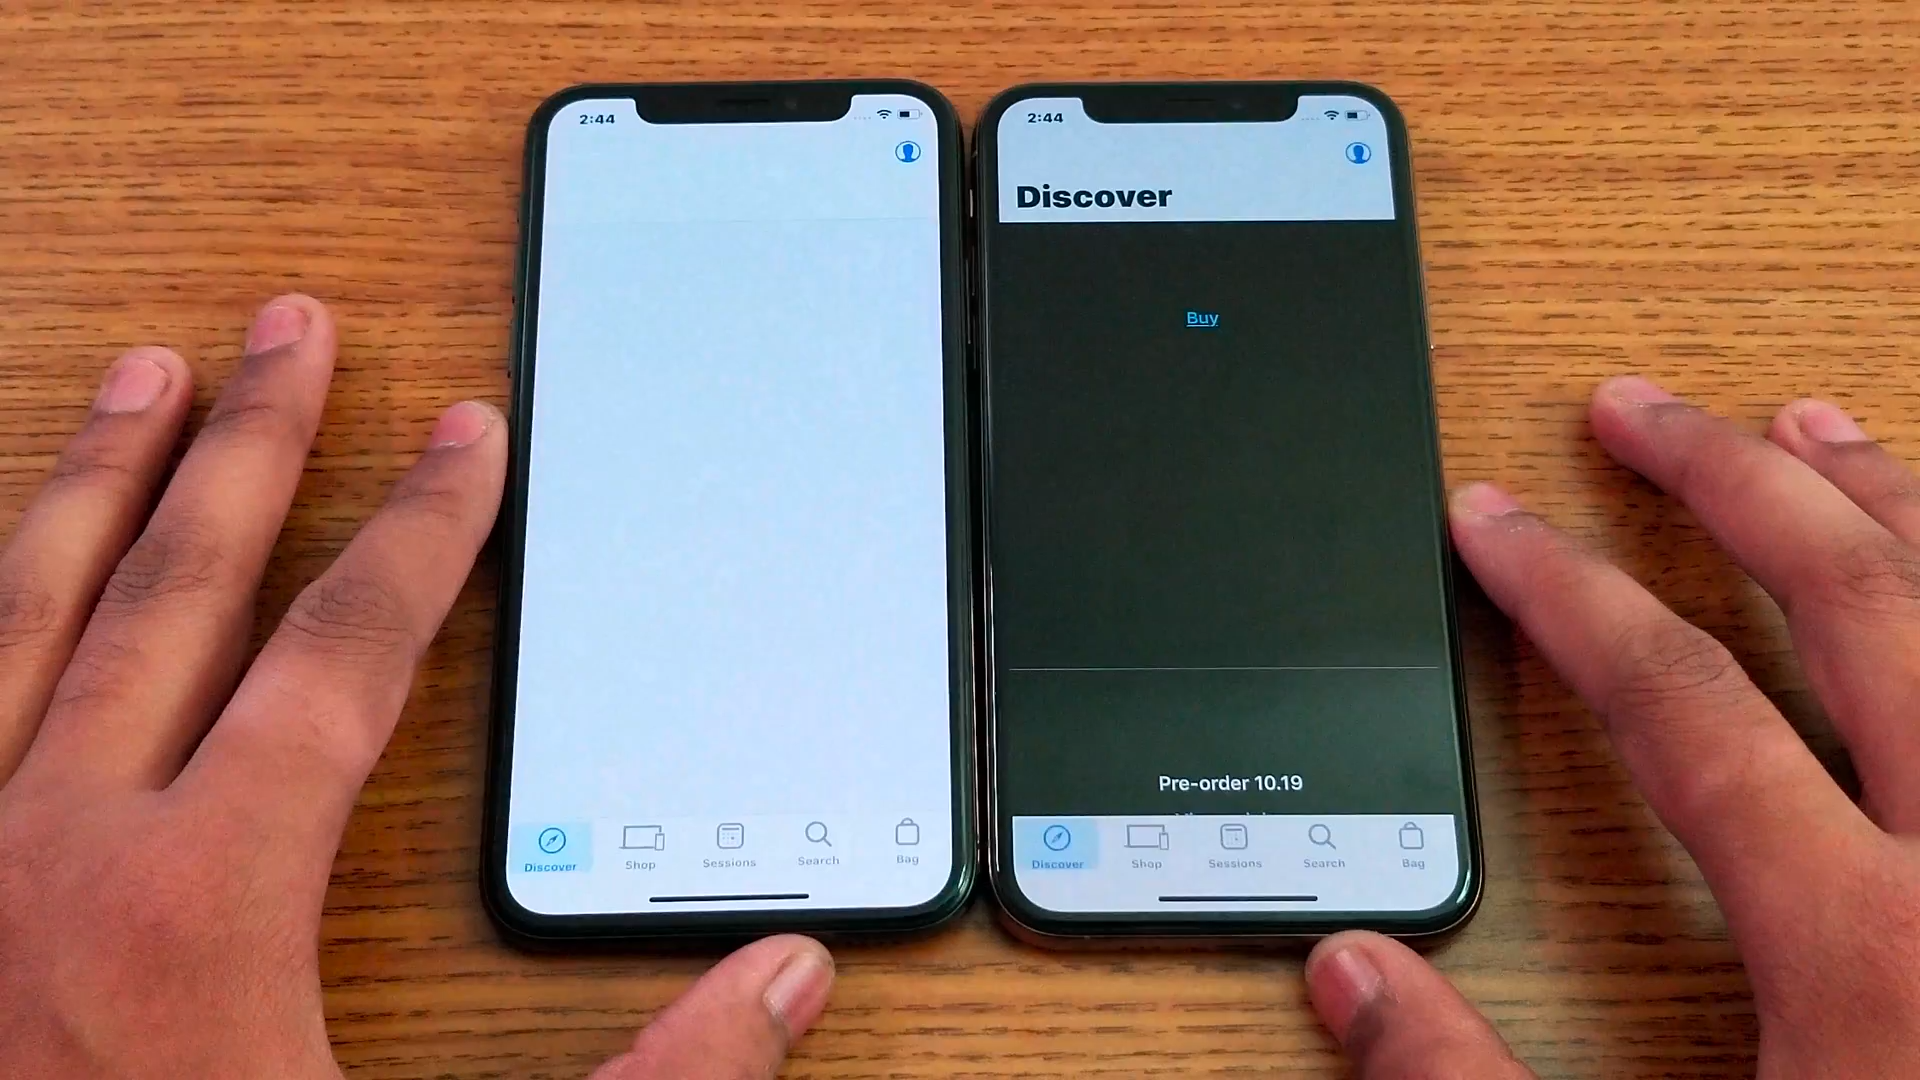 2:44
Discover
Shop
Sessions
Search
Bag
2:44
Discover
Buy
Pre-order 10.19
Discover
Shop
Sessions
Search
Bag